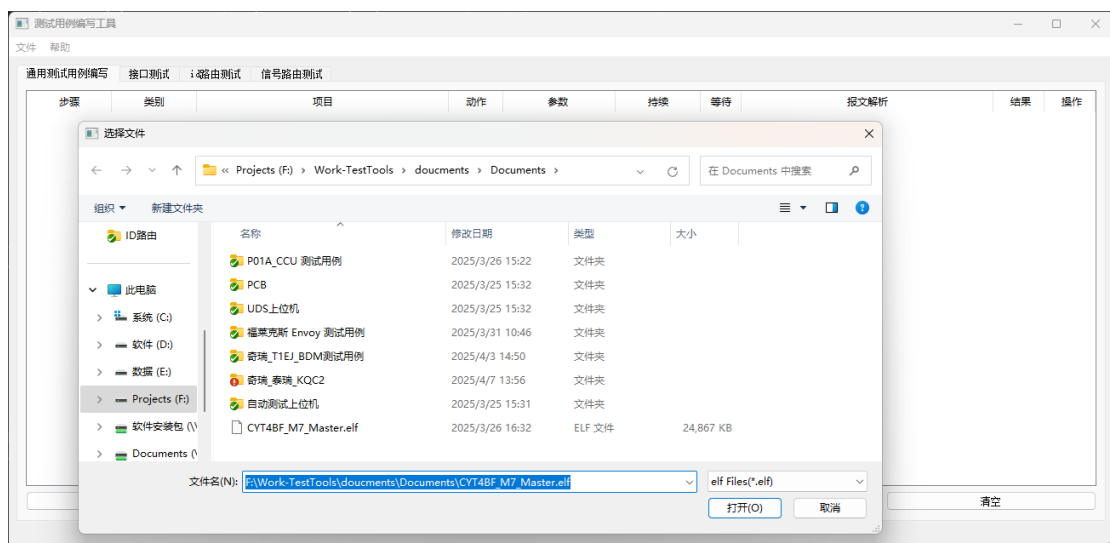 测试用例编写工具
文件 帮助
通用测试用例编写 接口测试 id路由测试 信号路由测试
步骤 类别 项目 动作 参数 持续 等待 报文解析 结果 操作
选择文件
« Projects (F:) › Work-TestTools › doucments › Documents ›
在 Documents 中搜索
组织 新建文件夹
名称 修改日期 类型 大小
ID路由
此电脑
系统 (C:)
软件 (D:)
数据 (E:)
Projects (F:)
软件安装包 (\\
Documents (\
P01A_CCU 测试用例 2025/3/26 15:22 文件夹
PCB 2025/3/25 15:32 文件夹
UDS上位机 2025/3/25 15:32 文件夹
福莱克斯 Envoy 测试用例 2025/3/31 10:46 文件夹
奇瑞_T1EJ_BDM测试用例 2025/4/3 14:50 文件夹
奇瑞_泰瑞_KQC2 2025/4/7 13:56 文件夹
自动测试上位机 2025/3/25 15:31 文件夹
CYT4BF_M7_Master.elf 2025/3/26 16:32 ELF 文件 24,867 KB
文件名(N): F:\Work-TestTools\doucments\Documents\CYT4BF_M7_Master.elf elf Files(*.elf)
打开(O) 取消
清空